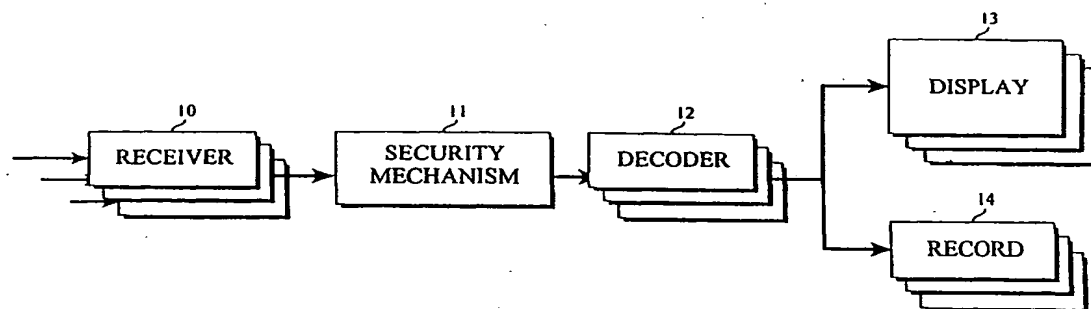 10
RECEIVER
11
SECURITY
MECHANISM
12
DECODER
13
DISPLAY
14
RECORD